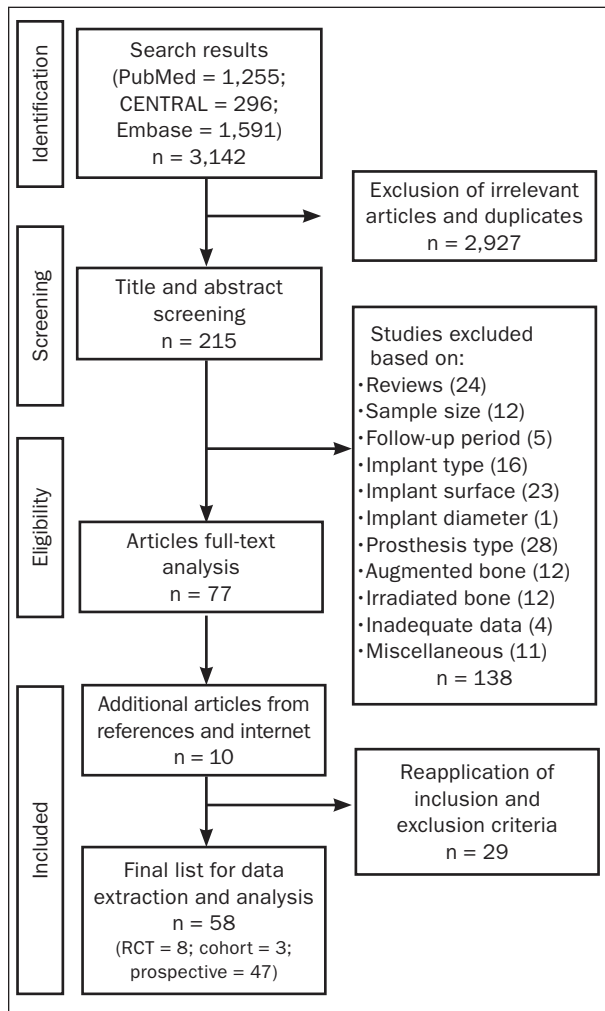 Identification
Search results
(PubMed = 1,255;
CENTRAL = 296;
Embase = 1,591)
n = 3,142
Exclusion of irrelevant
articles and duplicates
n = 2,927
Screening
Title and abstract
screening
n = 215
Studies excluded
based on:
·Reviews (24)
·Sample size (12)
·Follow-up period (5)
·Implant type (16)
·Implant surface (23)
·Implant diameter (1)
·Prosthesis type (28)
·Augmented bone (12)
·Irradiated bone (12)
·Inadequate data (4)
·Miscellaneous (11)
n = 138
Eligibility
Articles full-text
analysis
n = 77
Included
Additional articles from
references and internet
n = 10
Reapplication of
inclusion and
exclusion criteria
n = 29
Final list for data
extraction and analysis
n = 58
(RCT = 8; cohort = 3;
prospective = 47)